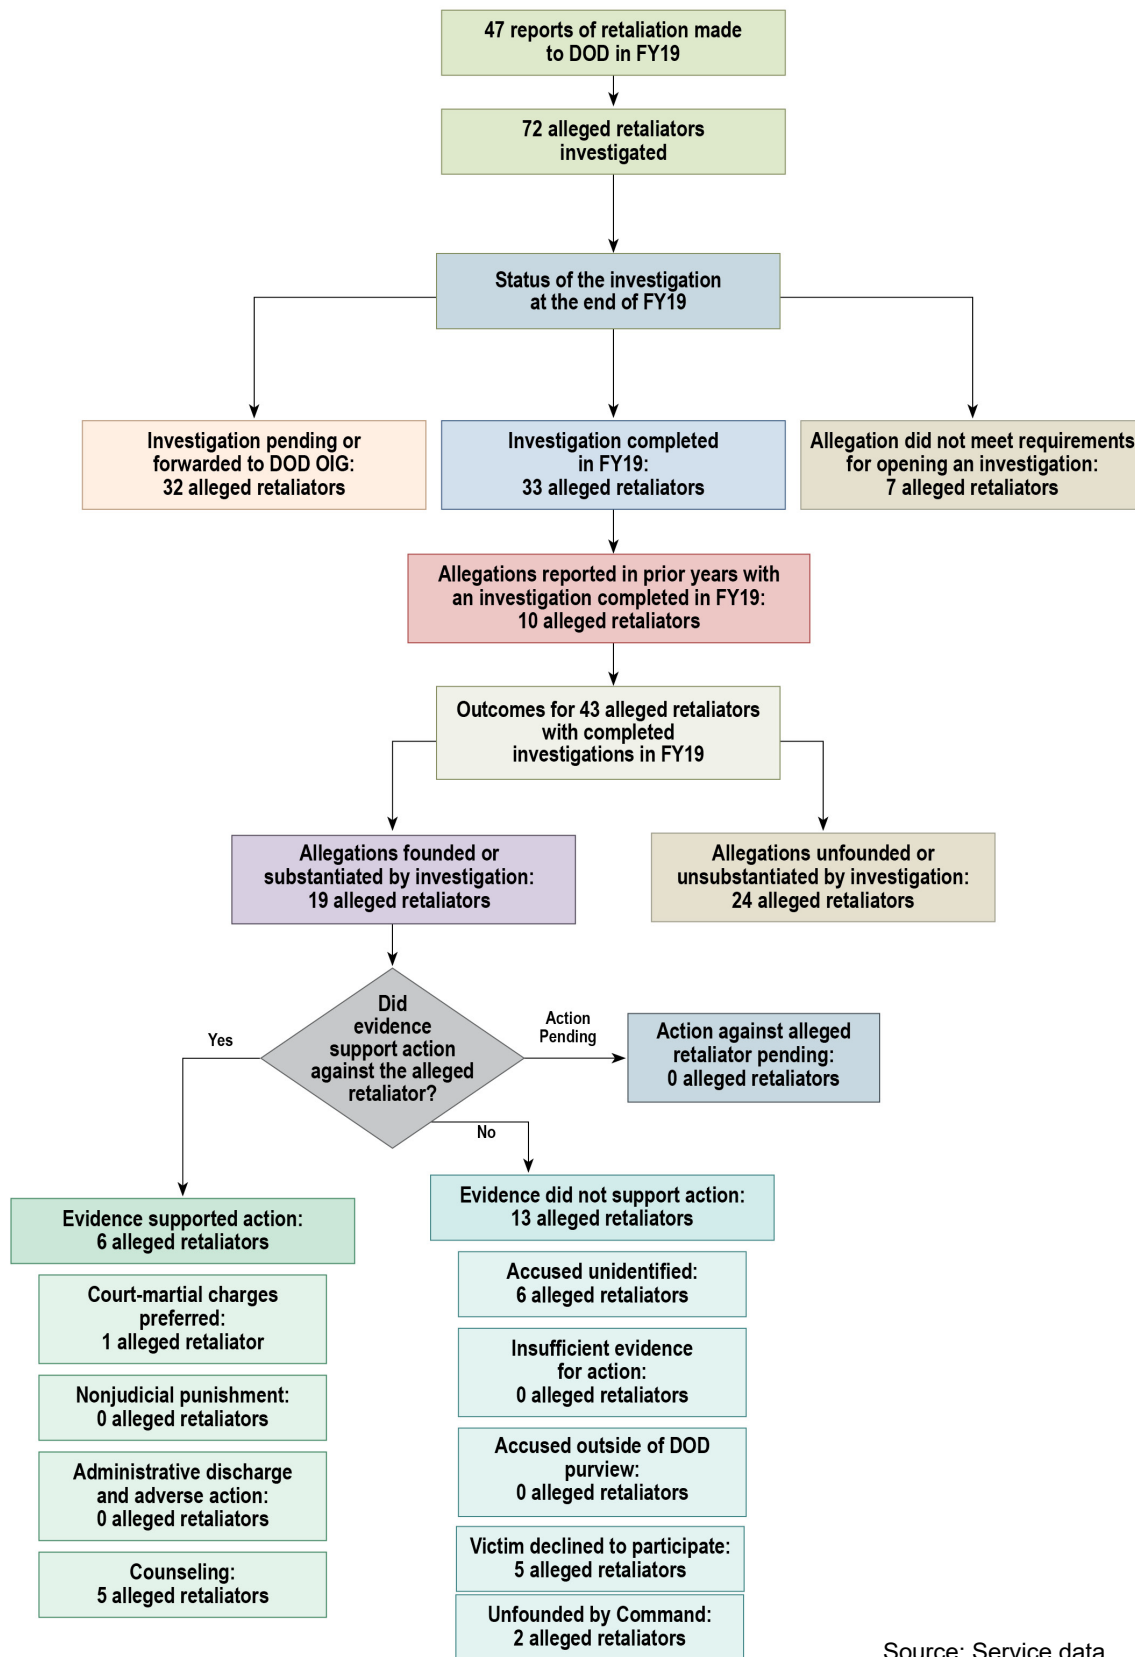 47 reports of retaliation made
to DOD in FY19
72 alleged retaliators
investigated
Status of the investigation
at the end of FY19
Investigation pending or
forwarded to DOD OIG:
32 alleged retaliators
Investigation completed
in FY19:
33 alleged retaliators
Allegation did not meet requirements
for opening an investigation:
7 alleged retaliators
Allegations reported in prior years with
an investigation completed in FY19:
10 alleged retaliators
Outcomes for 43 alleged retaliators
with completed
investigations in FY19
Allegations founded or
substantiated by investigation:
19 alleged retaliators
Allegations unfounded or
unsubstantiated by investigation:
24 alleged retaliators
Did
evidence
support action
against the alleged
retaliator?
Yes
Action
Pending
No
Action against alleged
retaliator pending:
0 alleged retaliators
Evidence supported action:
6 alleged retaliators
Court-martial charges
preferred:
1 alleged retaliator
Nonjudicial punishment:
0 alleged retaliators
Administrative discharge
and adverse action:
0 alleged retaliators
Counseling:
5 alleged retaliators
Evidence did not support action:
13 alleged retaliators
Accused unidentified:
6 alleged retaliators
Insufficient evidence
for action:
0 alleged retaliators
Accused outside of DOD
purview:
0 alleged retaliators
Victim declined to participate:
5 alleged retaliators
Unfounded by Command:
2 alleged retaliators
Source: Service data